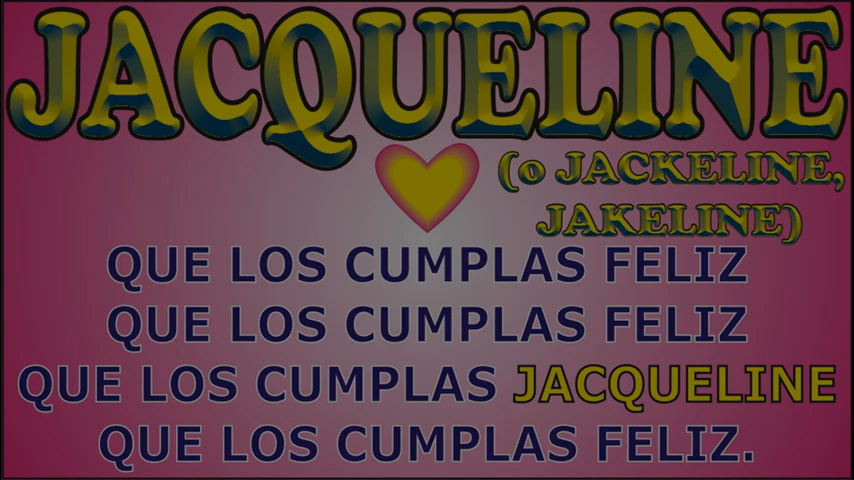 JACQUELINE
(o JACKELINE,
JAKELINE)
QUE LOS CUMPLAS FELIZ
QUE LOS CUMPLAS FELIZ
QUE LOS CUMPLAS JACQUELINE
QUE LOS CUMPLAS FELIZ.